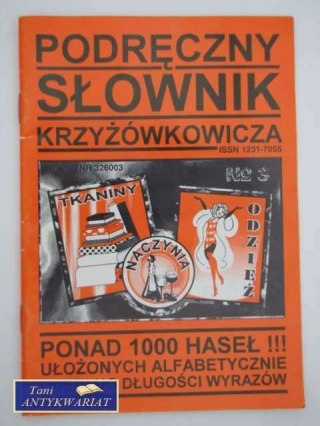 PODRĘCZNY
SŁOWNIK
KRZYŻÓWKOWICZA
ISSN 1231-7055
NR 326003
№ 3
TKANINY
NACZYNIA
ODZIEŻ
PONAD 1000 HASEŁ !!!
UŁOŻONYCH ALFABETYCZNIE
DŁUGOŚCI WYRAZÓW
Tani
ANTYKWARIAT